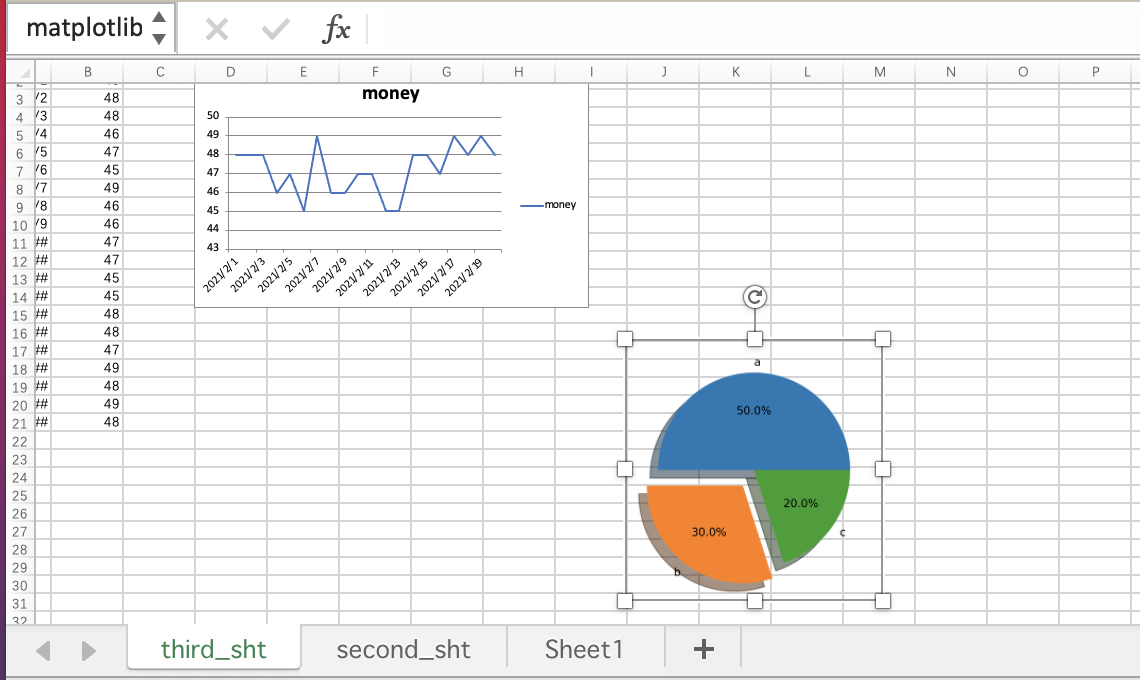 matplotlib fx
B C D E F G H I J K L M N O P
3 /2 48
4 /3 48
5 /4 46
6 /5 47
7 /6 45
8 /7 49
9 /8 46
10 /9 46
11 ## 47
12 ## 47
13 ## 45
14 ## 45
15 ## 48
16 ## 48
17 ## 47
18 ## 49
19 ## 48
20 ## 49
21 ## 48
22
23
24
25
26
27
28
29
30
31
32
money
50
49
48
47
46
45
44
43
2021/2/1 2021/2/3 2021/2/5 2021/2/7 2021/2/9 2021/2/11 2021/2/13 2021/2/15 2021/2/17 2021/2/19
money
a
50.0%
20.0%
30.0%
c
b
third_sht second_sht Sheet1 +